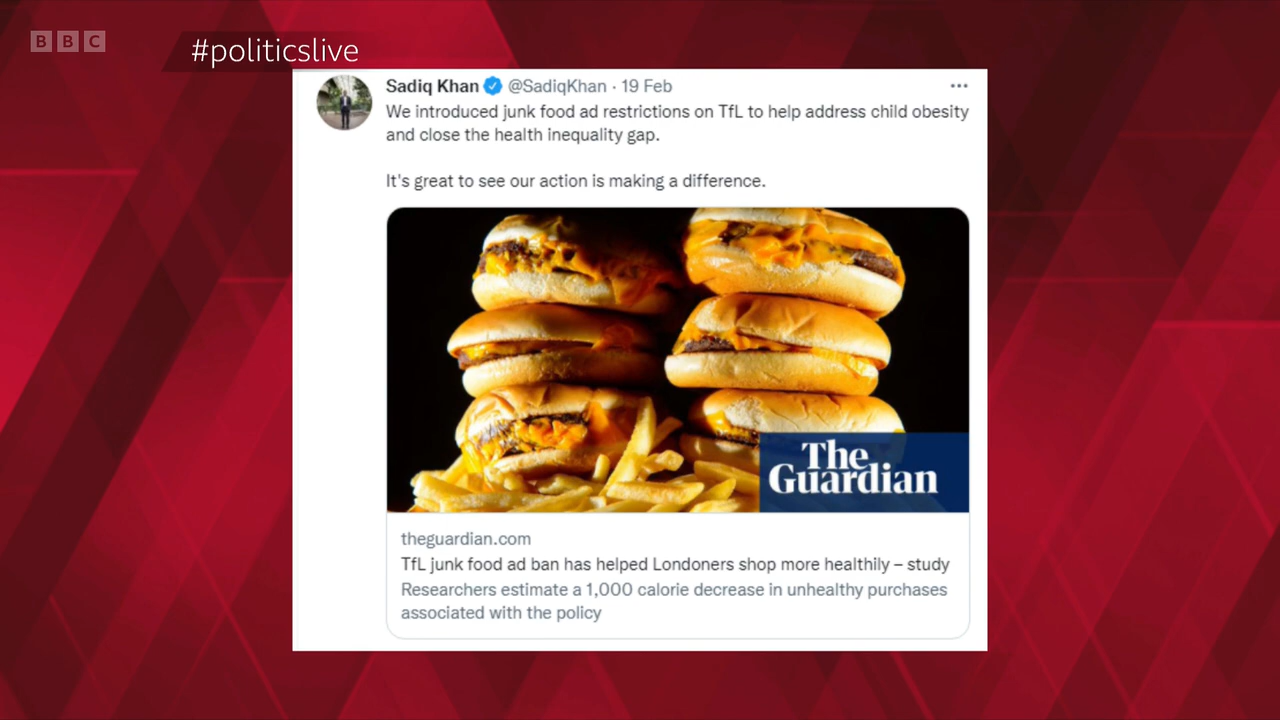 BBC
#politicslive
Sadiq Khan @SadiqKhan · 19 Feb
We introduced junk food ad restrictions on TfL to help address child obesity
and close the health inequality gap.
It's great to see our action is making a difference.
The
Guardian
theguardian.com
TfL junk food ad ban has helped Londoners shop more healthily – study
Researchers estimate a 1,000 calorie decrease in unhealthy purchases
associated with the policy